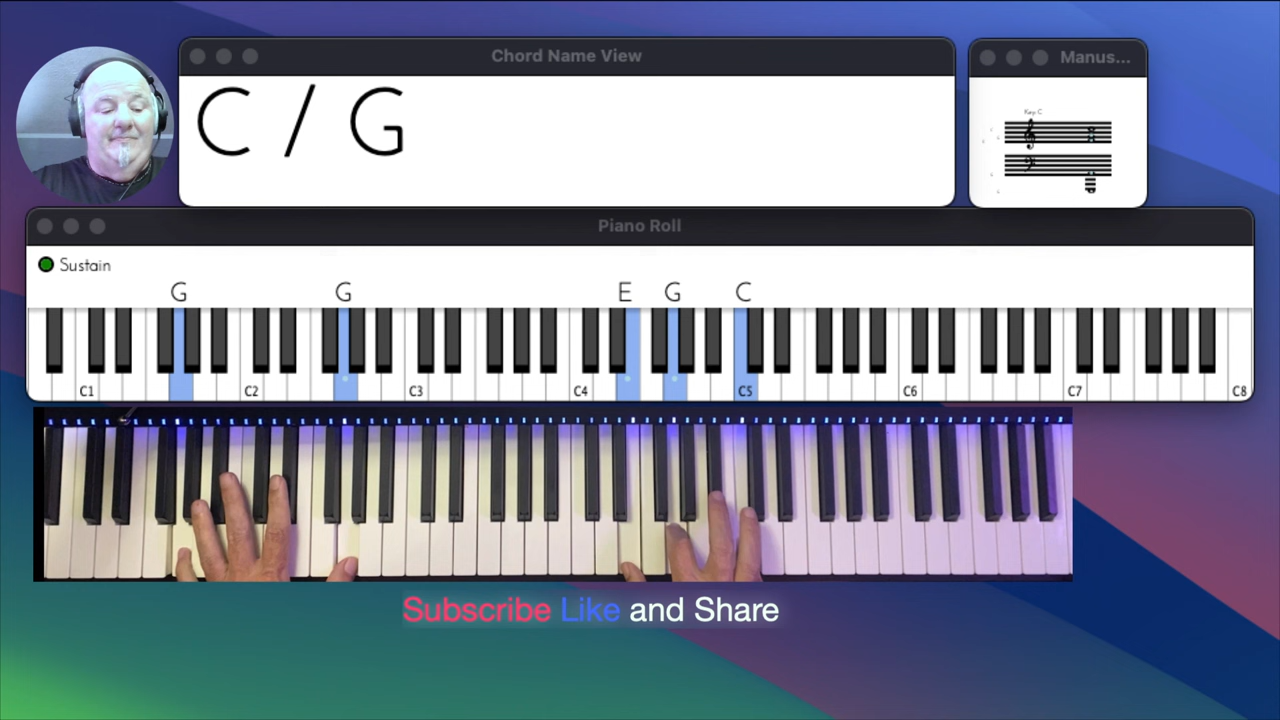 Chord Name View
Manus...
C / G
Key: C
Piano Roll
Sustain
G G E G C
C1 C2 C3 C4 C5 C6 C7 C8
Subscribe Like and Share